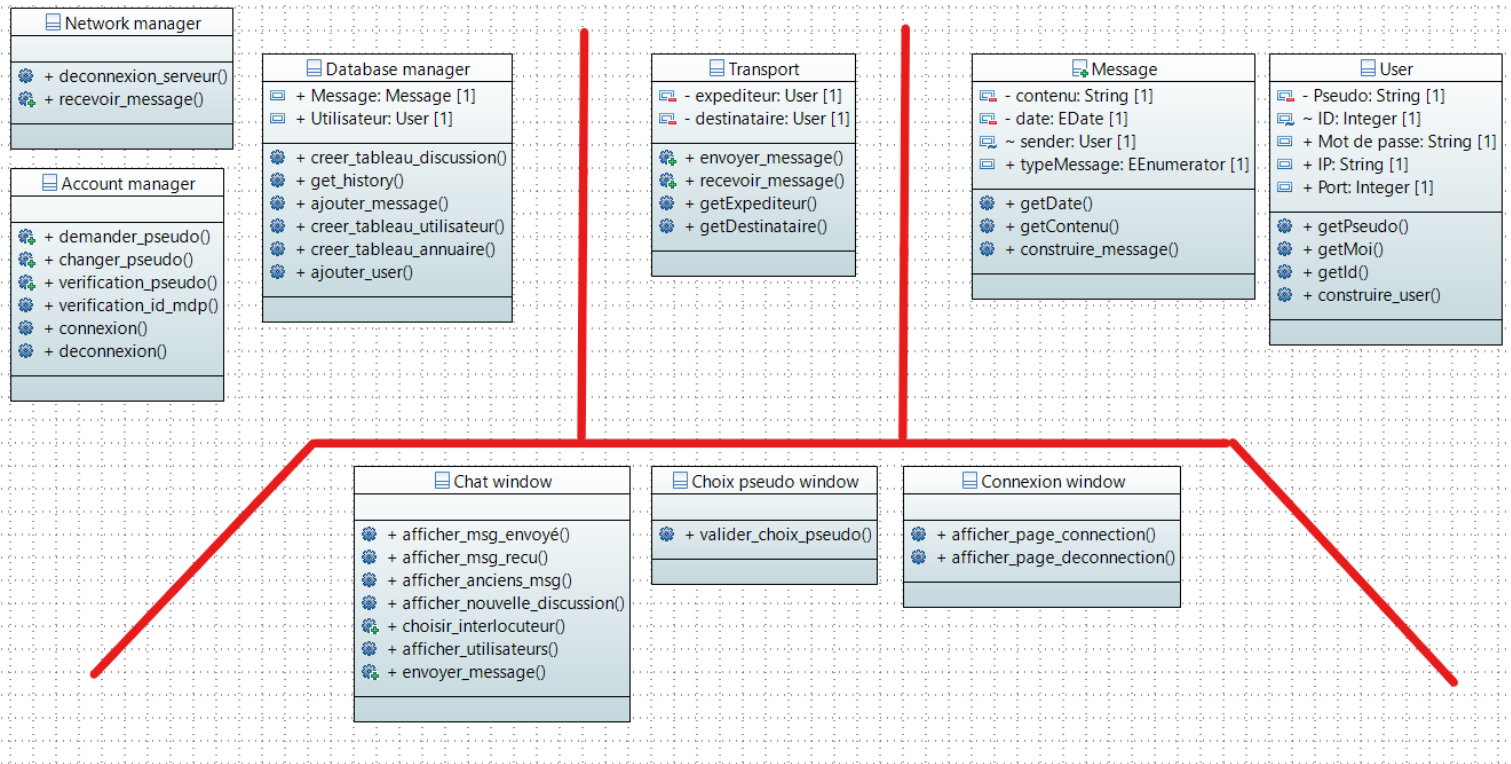 Network manager
+ deconnexion_serveur()
+ recevoir_message()
Account manager
+ demander_pseudo()
+ changer_pseudo()
+ verification_pseudo()
+ verification_id_mdp()
+ connexion()
+ deconnexion()
Database manager
+ Message: Message [1]
+ Utilisateur: User [1]
+ creer_tableau_discussion()
+ get_history()
+ ajouter_message()
+ creer_tableau_utilisateur()
+ creer_tableau_annuaire()
+ ajouter_user()
Transport
- expediteur: User [1]
- destinataire: User [1]
+ envoyer_message()
+ recevoir_message()
+ getExpediteur()
+ getDestinataire()
Message
- contenu: String [1]
- date: EDate [1]
~ sender: User [1]
+ typeMessage: EEnumerator [1]
+ getDate()
+ getContenu()
+ construire_message()
User
- Pseudo: String [1]
~ ID: Integer [1]
+ Mot de passe: String [1]
+ IP: String [1]
+ Port: Integer [1]
+ getPseudo()
+ getMoi()
+ getId()
+ construire_user()
Chat window
+ afficher_msg_envoyé()
+ afficher_msg_recu()
+ afficher_anciens_msg()
+ afficher_nouvelle_discussion()
+ choisir_interlocuteur()
+ afficher_utilisateurs()
+ envoyer_message()
Choix pseudo window
+ valider_choix_pseudo()
Connexion window
+ afficher_page_connection()
+ afficher_page_deconnection()